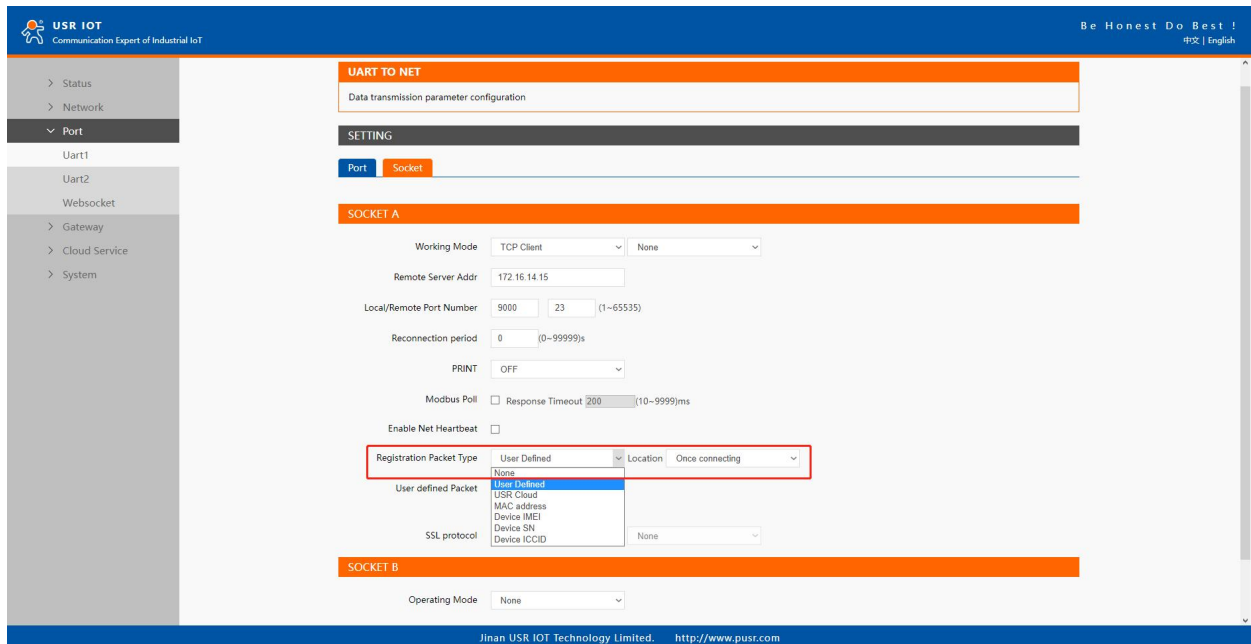 USR IOT
Communication Expert of Industrial IoT
Be Honest Do Best !
中文 | English
Status
Network
Port
Uart1
Uart2
Websocket
Gateway
Cloud Service
System
UART TO NET
Data transmission parameter configuration
SETTING
Port Socket
SOCKET A
Working Mode TCP Client None
Remote Server Addr 172.16.14.15
Local/Remote Port Number 9000 23 (1~65535)
Reconnection period 0 (0~99999)s
PRINT OFF
Modbus Poll Response Timeout 200 (10~9999)ms
Enable Net Heartbeat
Registration Packet Type User Defined Location Once connecting
None
User Defined
USR Cloud
MAC address
Device IMEI
Device SN
Device ICCID
User defined Packet
SSL protocol None
SOCKET B
Operating Mode None
Jinan USR IOT Technology Limited. http://www.pusr.com